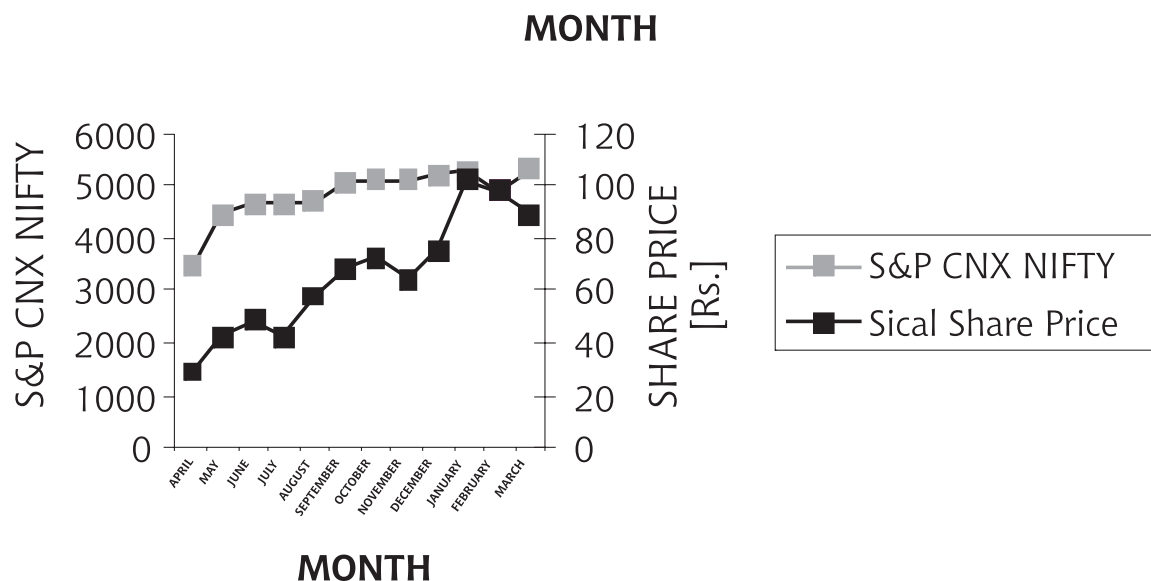 MONTH
S&P CNX NIFTY
6000
5000
4000
3000
2000
1000
0
120
100
80
60
40
20
0
SHARE PRICE
[Rs.]
APRIL
MAY
JUNE
JULY
AUGUST
SEPTEMBER
OCTOBER
NOVEMBER
DECEMBER
JANUARY
FEBRUARY
MARCH
MONTH
S&P CNX NIFTY
Sical Share Price